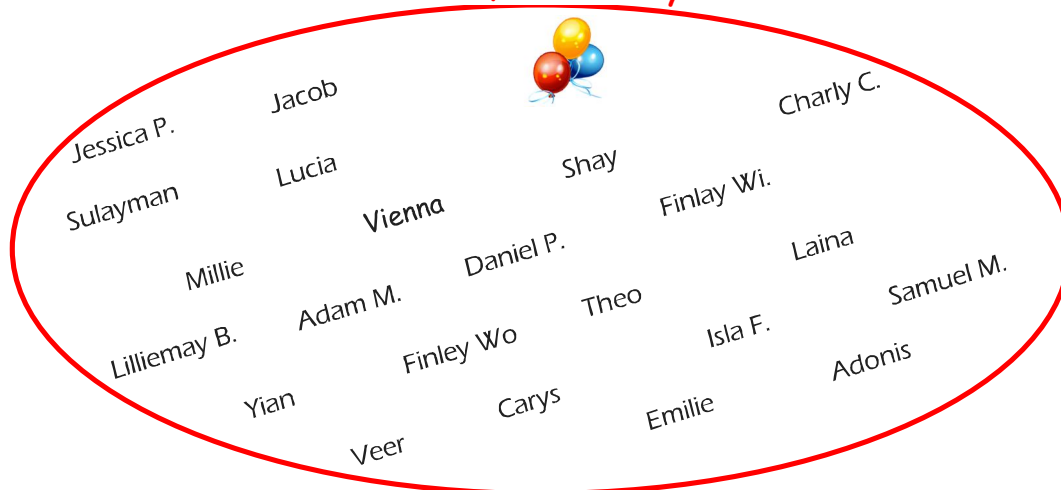 Jacob
Charly C.
Jessica P.
Lucia
Shay
Sulayman
Finlay Wi.
Vienna
Daniel P.
Laina
Millie
Adam M.
Theo
Samuel M.
Isla F.
Lilliemay B.
Finley Wo
Adonis
Yian
Carys
Emilie
Veer